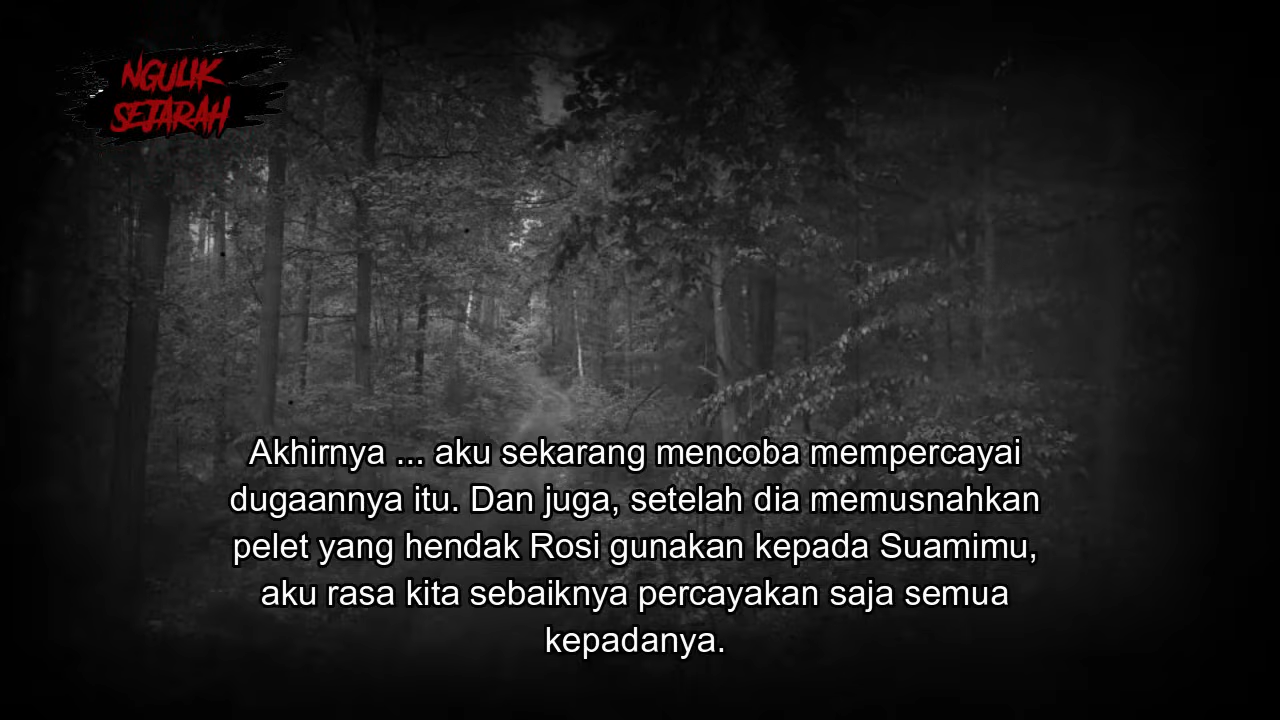 NGULIK
SEJARAH
Akhirnya ... aku sekarang mencoba mempercayai
dugaannya itu. Dan juga, setelah dia memusnahkan
pelet yang hendak Rosi gunakan kepada Suamimu,
aku rasa kita sebaiknya percayakan saja semua
kepadanya.